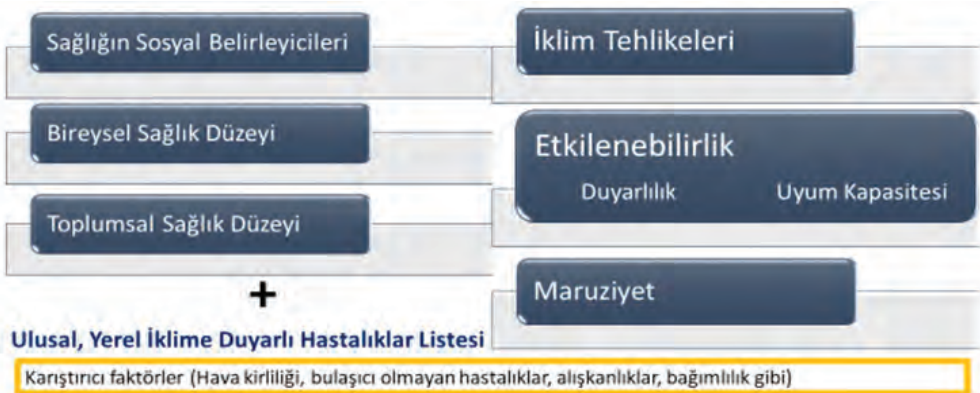 Sağlığın Sosyal Belirleyicileri
Bireysel Sağlık Düzeyi
Toplumsal Sağlık Düzeyi
+
Ulusal, Yerel İklime Duyarlı Hastalıklar Listesi
İklim Tehlikeleri
Etkilenebilirlik
Duyarlılık Uyum Kapasitesi
Maruziyet
Karıştırıcı faktörler (Hava kirliliği, bulaşıcı olmayan hastalıklar, alışkanlıklar, bağımlılık gibi)